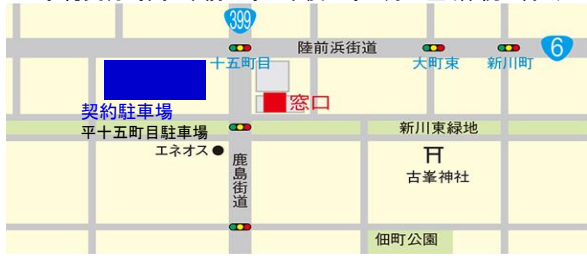 399
陸前浜街道
6
十五町目
大町東
新川町
窓口
契約駐車場
平十五町目駐車場
新川東緑地
エネオス
鹿島街道
古峯神社
佃町公園